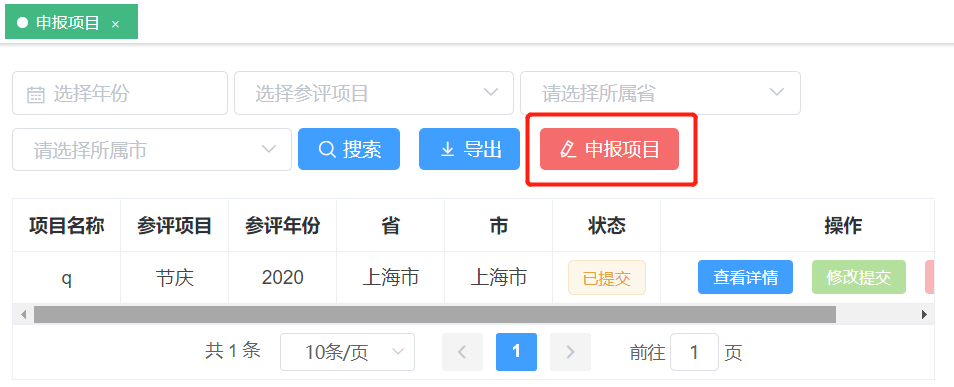 申报项目 ×
选择年份 选择参评项目 请选择所属省
请选择所属市 搜索 导出 申报项目
项目名称 参评项目 参评年份 省 市 状态 操作
q 节庆 2020 上海市 上海市 已提交 查看详情 修改提交
共 1 条 10条/页 1 前往 1 页